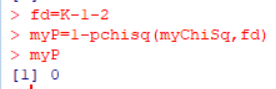 > fd=K-1-2
> myP=1-pchisq(myChiSq,fd)
> myP
[1] 0